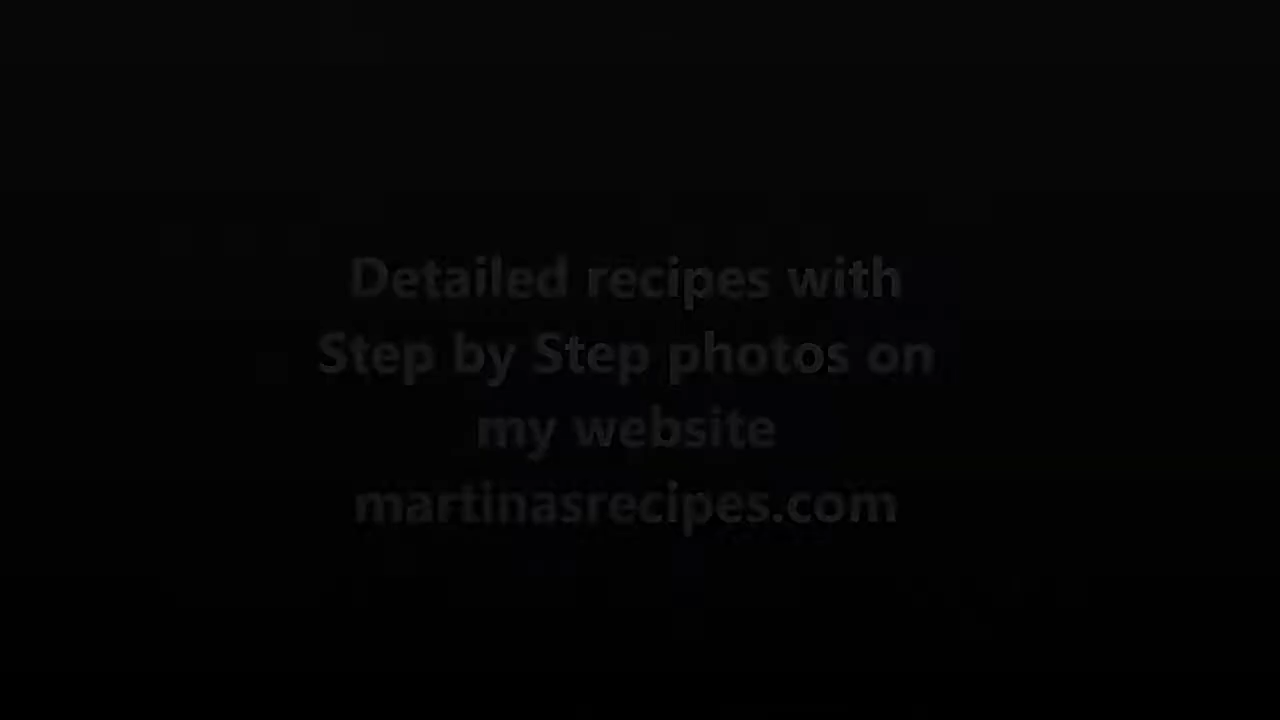 Detailed recipes with
Step by Step photos on
my website
martinasrecipes.com